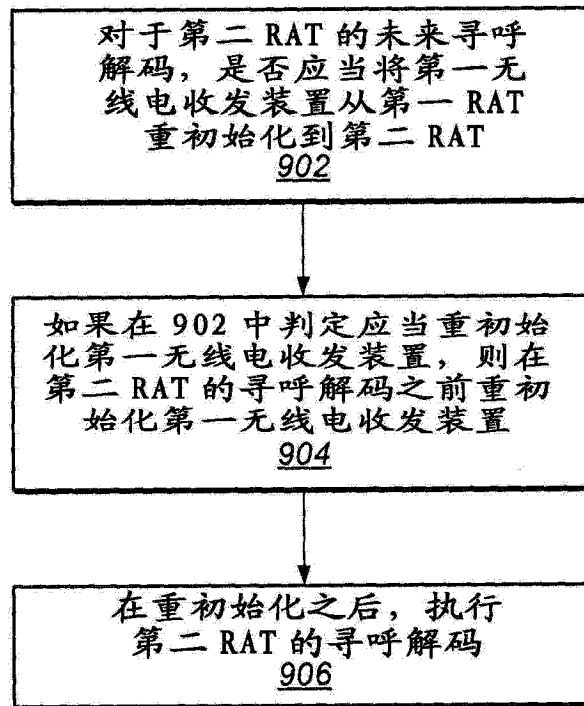 对于第二 RAT 的未来寻呼
解码，是否应当将第一无
线电收发装置从第一 RAT
重初始化到第二 RAT
902
如果在 902 中判定应当重初始
化第一无线电收发装置，则在
第二 RAT 的寻呼解码之前重初
始化第一无线电收发装置
904
在重初始化之后，执行
第二 RAT 的寻呼解码
906